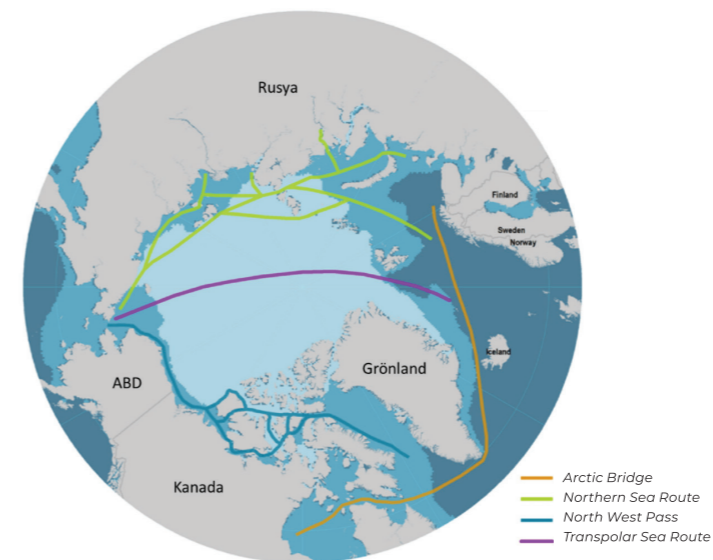 Rusya
Finland
Sweden
Norway
Iceland
Grönland
ABD
Kanada
Arctic Bridge
Northern Sea Route
North West Pass
Transpolar Sea Route